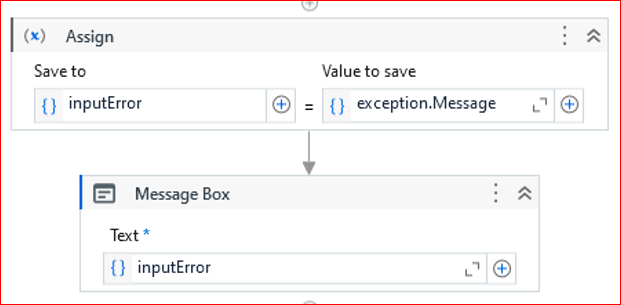 (x) Assign
Save to Value to save
{} inputError = {} exception.Message
Message Box
Text *
{} inputError